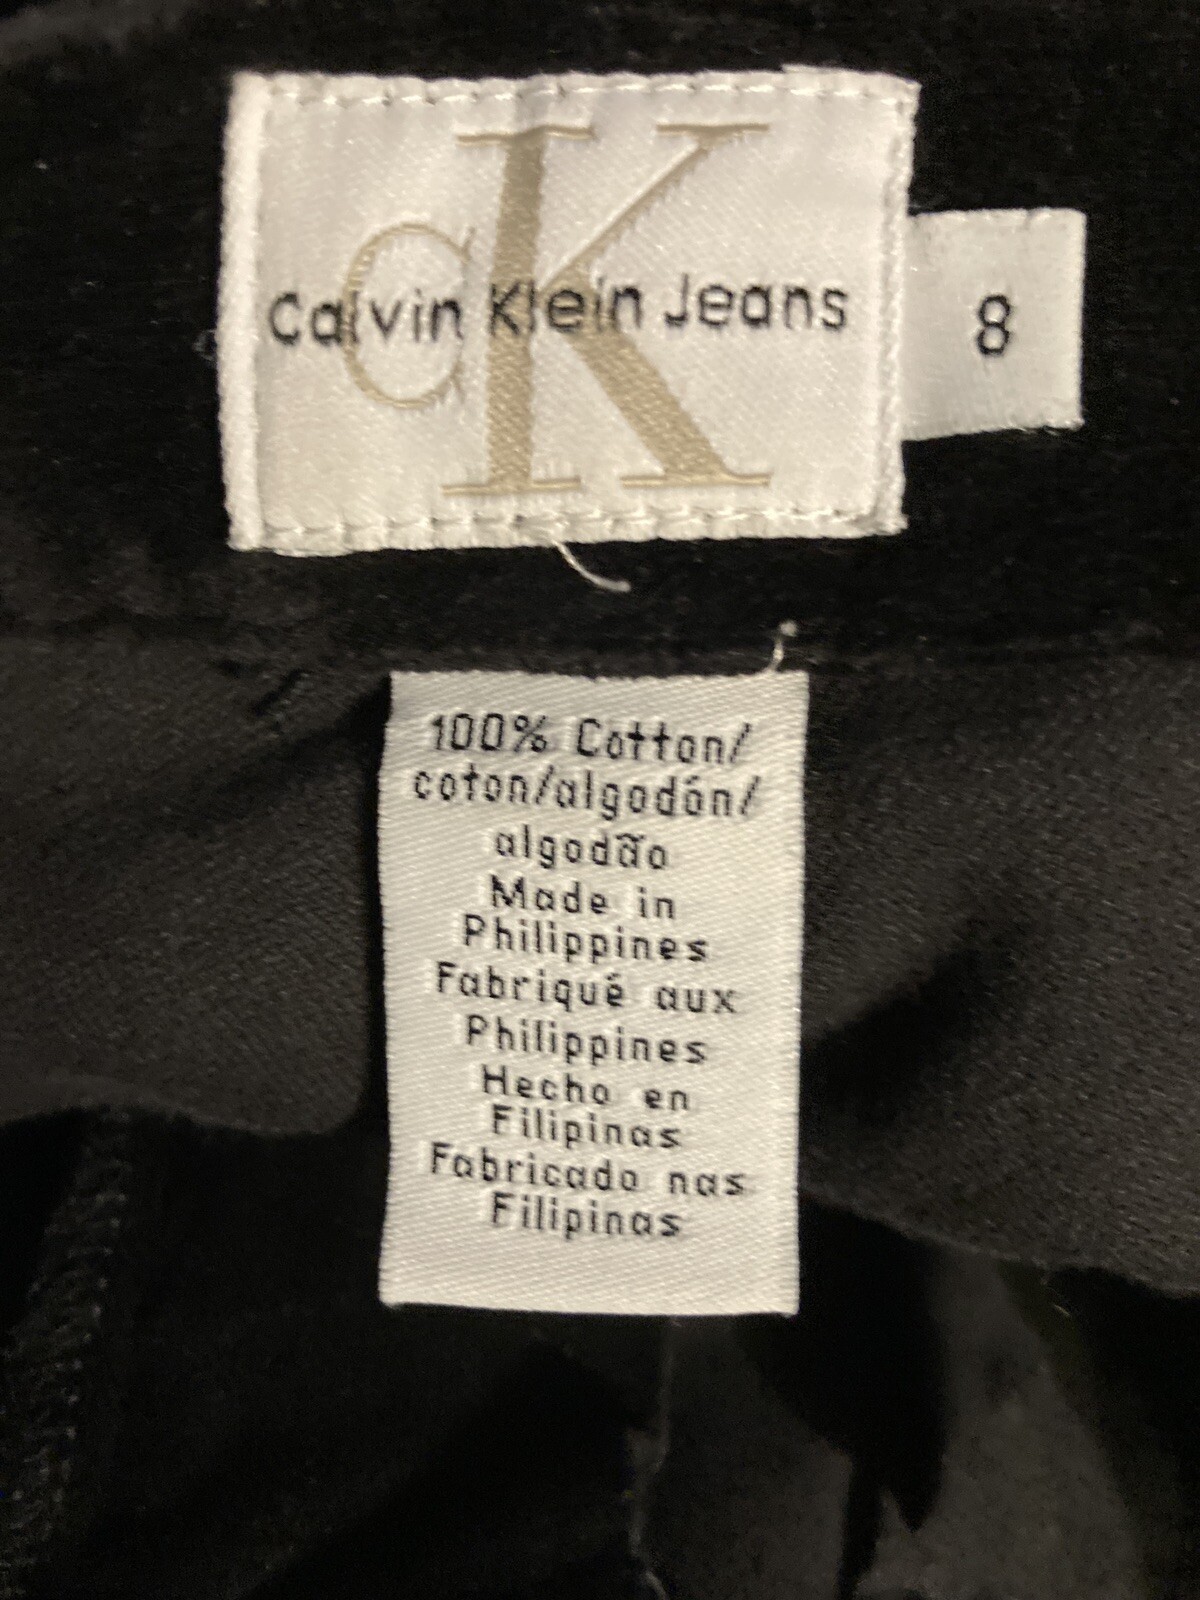 CK
Calvin Klein Jeans
8
100% Cotton/
coton/algodón/
algodão
Made in
Philippines
Fabriqué aux
Philippines
Hecho en
Filipinas
Fabricado nas
Filipinas